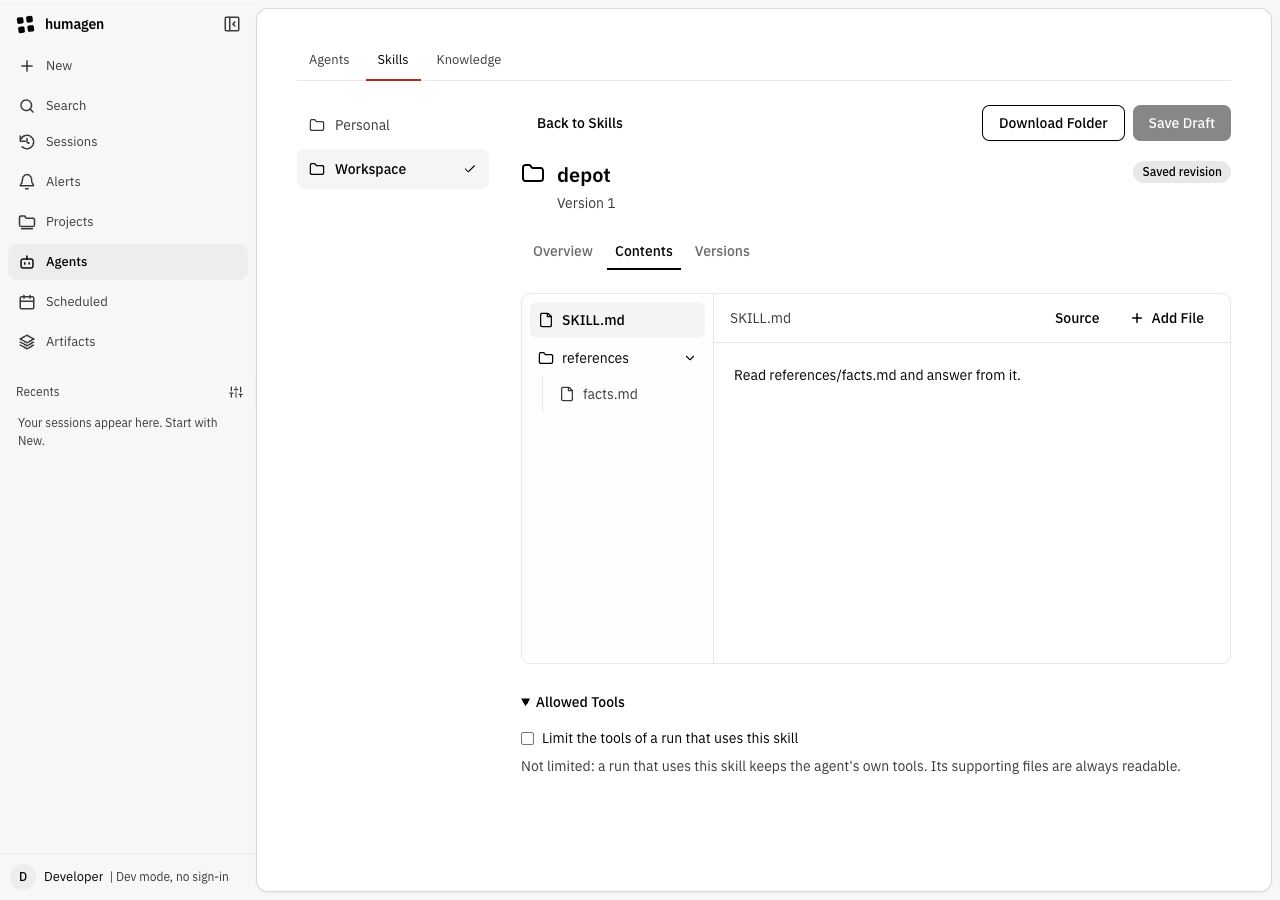 humagen
New
Search
Sessions
Alerts
Projects
Agents
Scheduled
Artifacts
Recents
Your sessions appear here. Start with
New.
D Developer | Dev mode, no sign-in
Agents Skills Knowledge
Personal
Workspace
Back to Skills Download Folder Save Draft
depot Saved revision
Version 1
Overview Contents Versions
SKILL.md
references
facts.md
SKILL.md Source Add File
Read references/facts.md and answer from it.
Allowed Tools
Limit the tools of a run that uses this skill
Not limited: a run that uses this skill keeps the agent's own tools. Its supporting files are always readable.